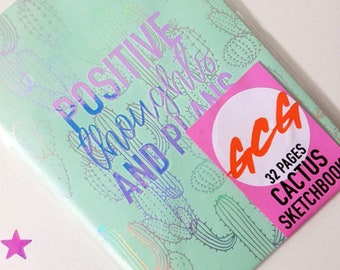 POSITIVE
thoughts
AND PLANS
GCG
32 PAGES
CACTUS
SKETCHBOOK